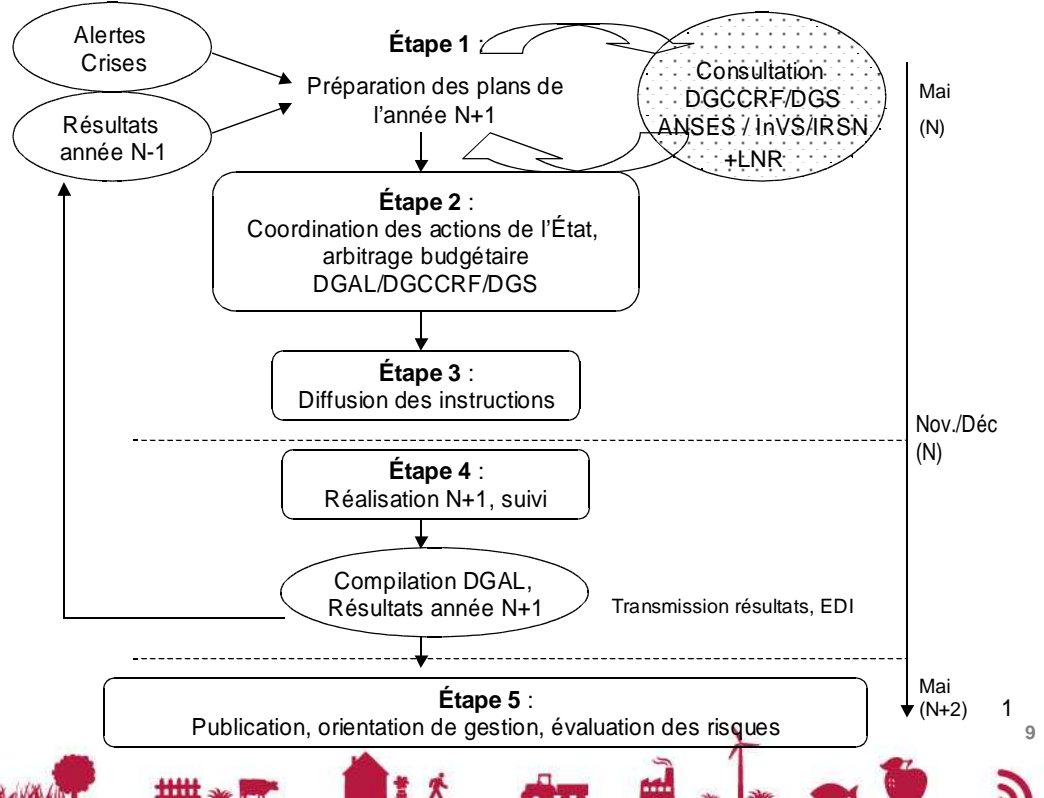 Alertes
Crises
Résultats
année N-1
Étape 1 :
Préparation des plans de
l'année N+1
Consultation
DGCCRF/DGS
ANSES / InVS/IRSN
+LNR
Mai
(N)
Étape 2 :
Coordination des actions de l'État,
arbitrage budgétaire
DGAL/DGCCRF/DGS
Étape 3 :
Diffusion des instructions
Nov./Déc
(N)
Étape 4 :
Réalisation N+1, suivi
Compilation DGAL,
Résultats année N+1
Transmission résultats, EDI
Étape 5 :
Publication, orientation de gestion, évaluation des risques
Mai
(N+2)
1
9